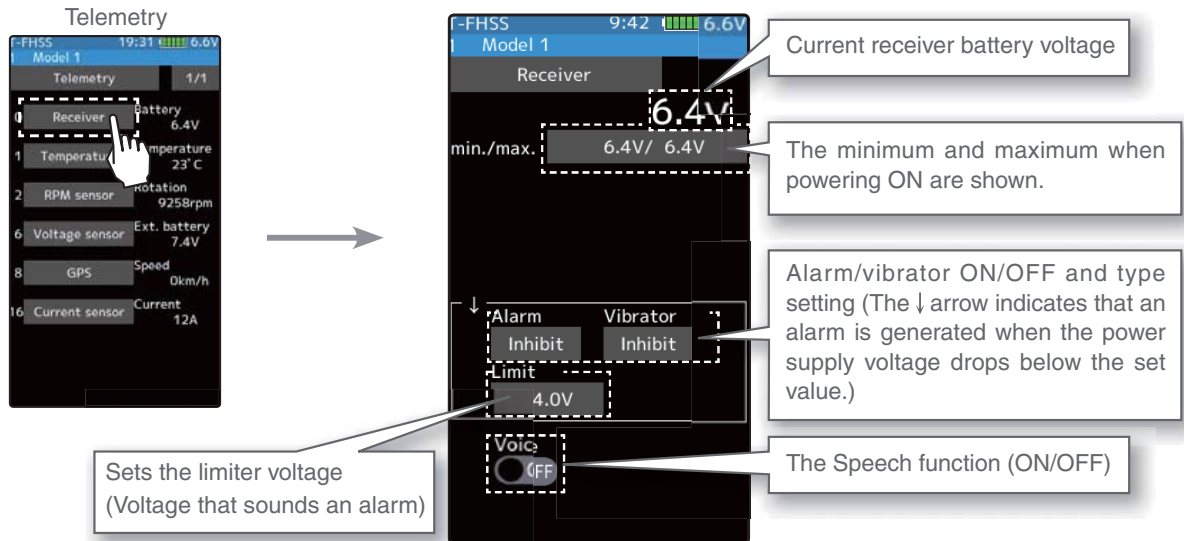 Telemetry
T-FHSS 19:31 6.6V
1 Model 1
Telemetry 1/1
0 Receiver Battery
6.4V
1 Temperatu mperature
23°C
2 RPM sensor Rotation
9258rpm
6 Voltage sensor Ext. battery
7.4V
8 GPS Speed
0km/h
16 Current sensor Current
12A
T-FHSS 9:42 6.6V
1 Model 1
Receiver
6.4V
min./max. 6.4V/ 6.4V
↓
Alarm Vibrator
Inhibit Inhibit
Limit
4.0V
Voice
OFF
Current receiver battery voltage
The minimum and maximum when
powering ON are shown.
Alarm/vibrator ON/OFF and type
setting (The ↓ arrow indicates that an
alarm is generated when the power
supply voltage drops below the set
value.)
The Speech function (ON/OFF)
Sets the limiter voltage
(Voltage that sounds an alarm)